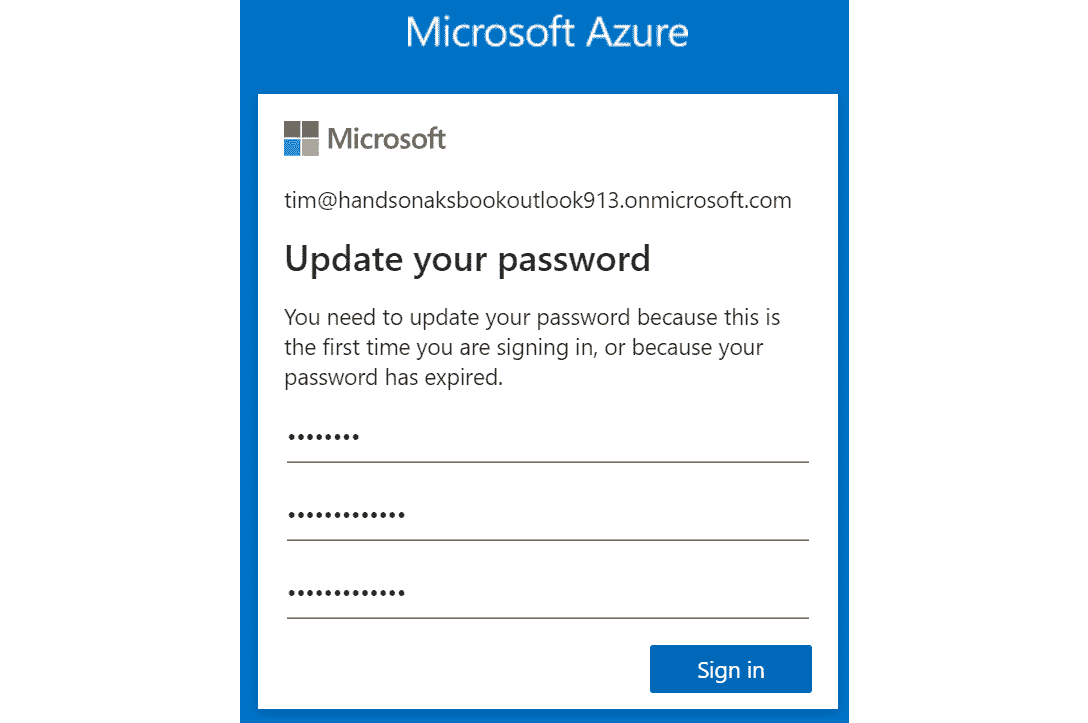 Microsoft Azure
Microsoft
tim@handsonaksbookoutlook913.onmicrosoft.com
Update your password
You need to update your password because this is
the first time you are signing in, or because your
password has expired.
••••••••
•••••••••••••
•••••••••••••
Sign in